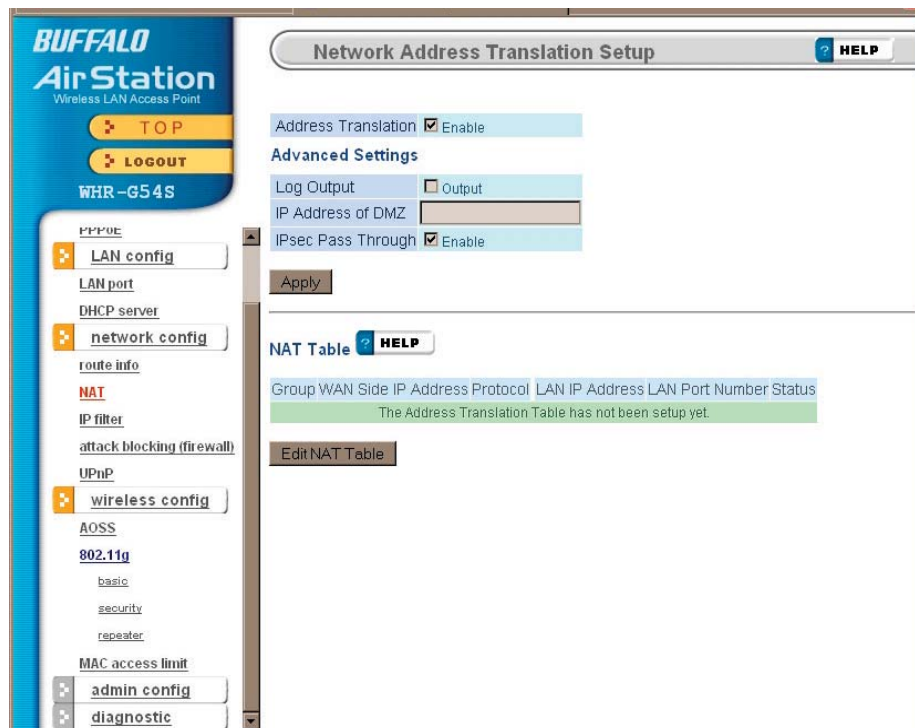 BUFFALO
AirStation
Wireless LAN Access Point
TOP
LOGOUT
WHR-G54S
PPPoE
LAN config
LAN port
DHCP server
network config
route info
NAT
IP filter
attack blocking (firewall)
UPnP
wireless config
AOSS
802.11g
basic
security
repeater
MAC access limit
admin config
diagnostic
Network Address Translation Setup
? HELP
Address Translation Enable
Advanced Settings
Log Output Output
IP Address of DMZ
IPsec Pass Through Enable
Apply
NAT Table ? HELP
Group WAN Side IP Address Protocol LAN IP Address LAN Port Number Status
The Address Translation Table has not been setup yet.
Edit NAT Table